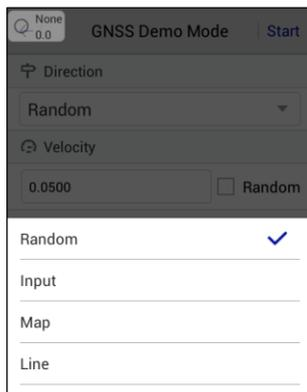 None
0.0
GNSS Demo Mode
Start
Direction
Random
Velocity
0.0500
Random
Random
Input
Map
Line